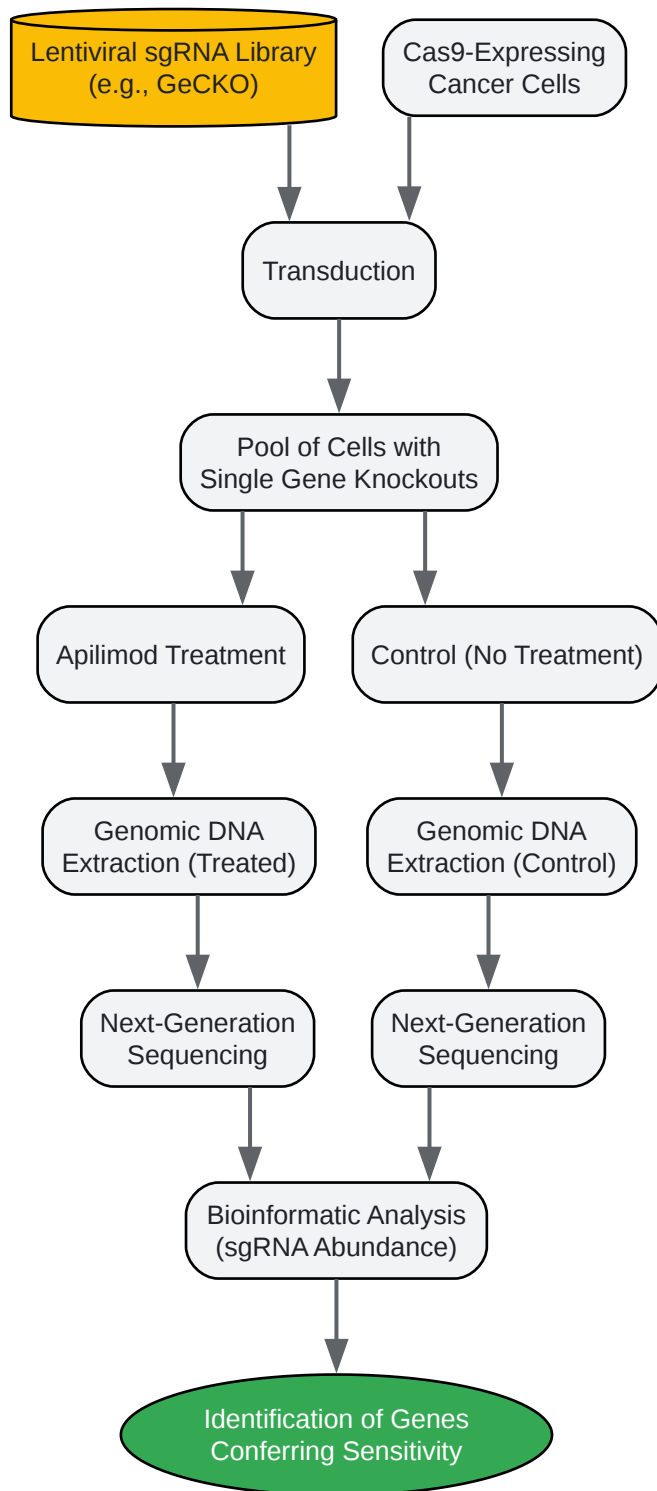 Lentiviral sgRNA Library
(e.g., GeCKO)
Cas9-Expressing
Cancer Cells
Transduction
Pool of Cells with
Single Gene Knockouts
Apilimod Treatment
Control (No Treatment)
Genomic DNA
Extraction (Treated)
Genomic DNA
Extraction (Control)
Next-Generation
Sequencing
Next-Generation
Sequencing
Bioinformatic Analysis
(sgRNA Abundance)
Identification of Genes
Conferring Sensitivity